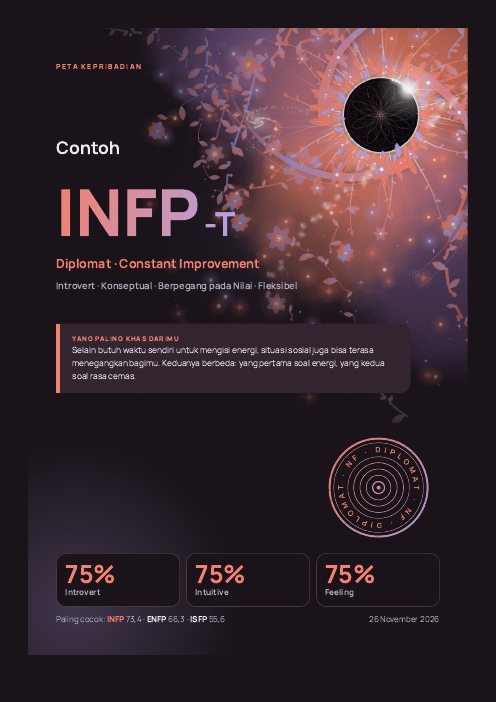 PETA KEPRIBADIAN
Contoh
INFP -T
Diplomat · Constant Improvement
Introvert · Konseptual · Berpegang pada Nilai · Fleksibel
YANG PALING KHAS DARIMU
Selain butuh waktu sendiri untuk mengisi energi, situasi sosial juga bisa terasa
menegangkan bagimu. Keduanya berbeda: yang pertama soal energi, yang kedua
soal rasa cemas.
NF · DIPLOMAT · NF · DIPLOMAT ·
75%
Introvert
75%
Intuitive
75%
Feeling
Paling cocok: INFP 73,4 · ENFP 66,3 · ISFP 55,6
26 November 2026